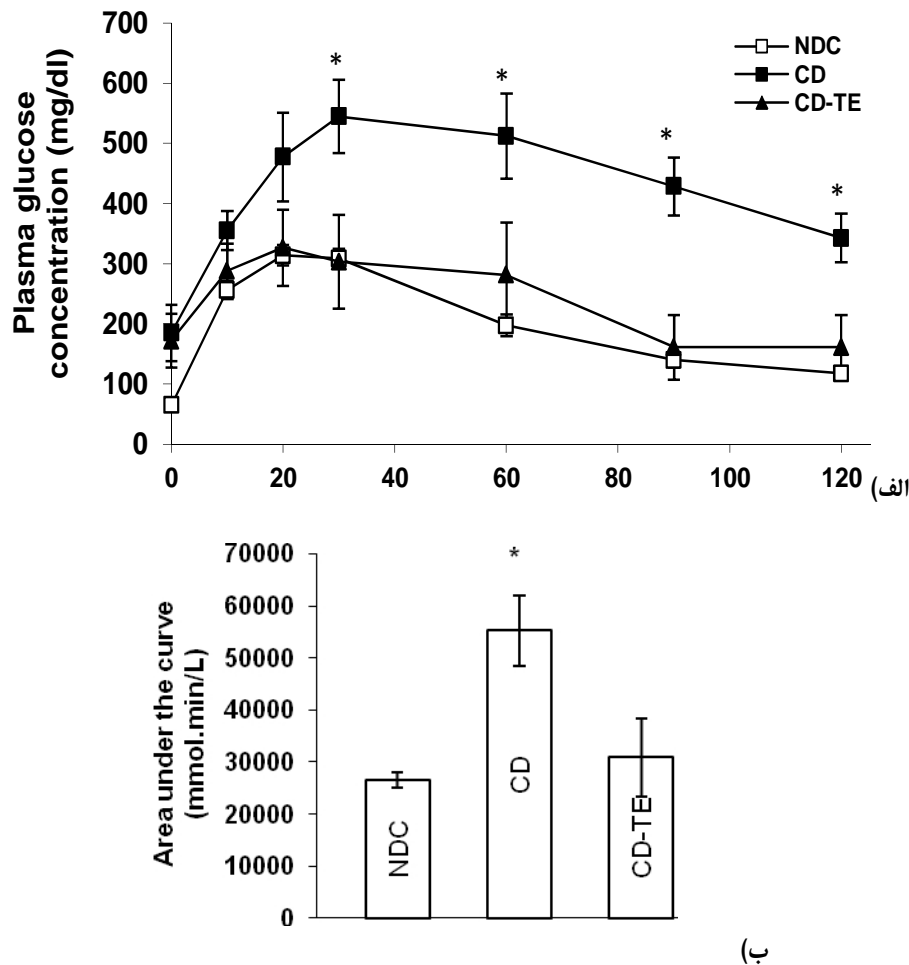 700
600
500
400
300
200
100
0
Plasma glucose
concentration (mg/dl)
* * * *
NDC
CD
CD-TE
0 20 40 60 80 100 120
الف)
70000
60000
50000
40000
30000
20000
10000
0
Area under the curve
(mmol.min/L)
*
NDC
CD
CD-TE
ب)